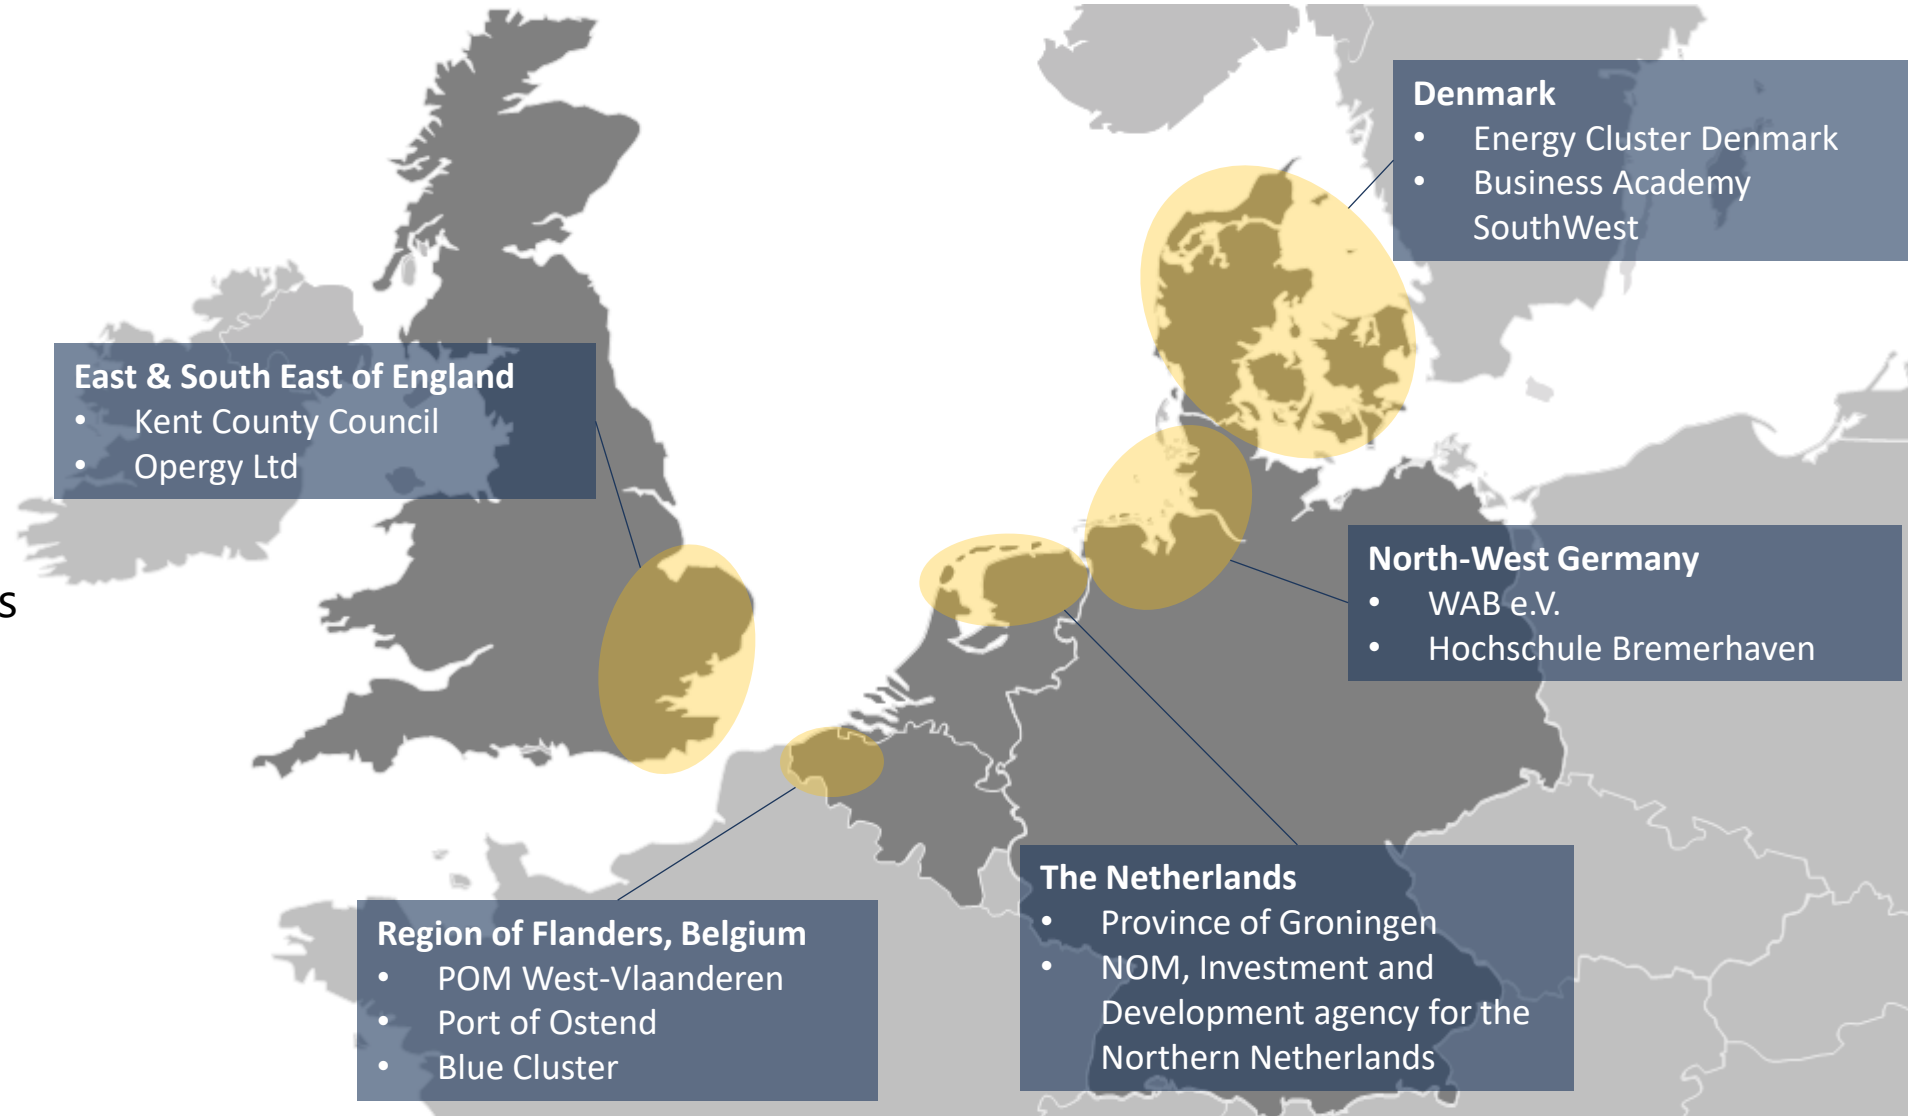 Denmark
• Energy Cluster Denmark
• Business Academy
SouthWest
East & South East of England
• Kent County Council
• Opergy Ltd
North-West Germany
• WAB e.V.
• Hochschule Bremerhaven
s
The Netherlands
• Province of Groningen
• NOM, Investment and
Development agency for the
Northern Netherlands
Region of Flanders, Belgium
• POM West-Vlaanderen
• Port of Ostend
• Blue Cluster